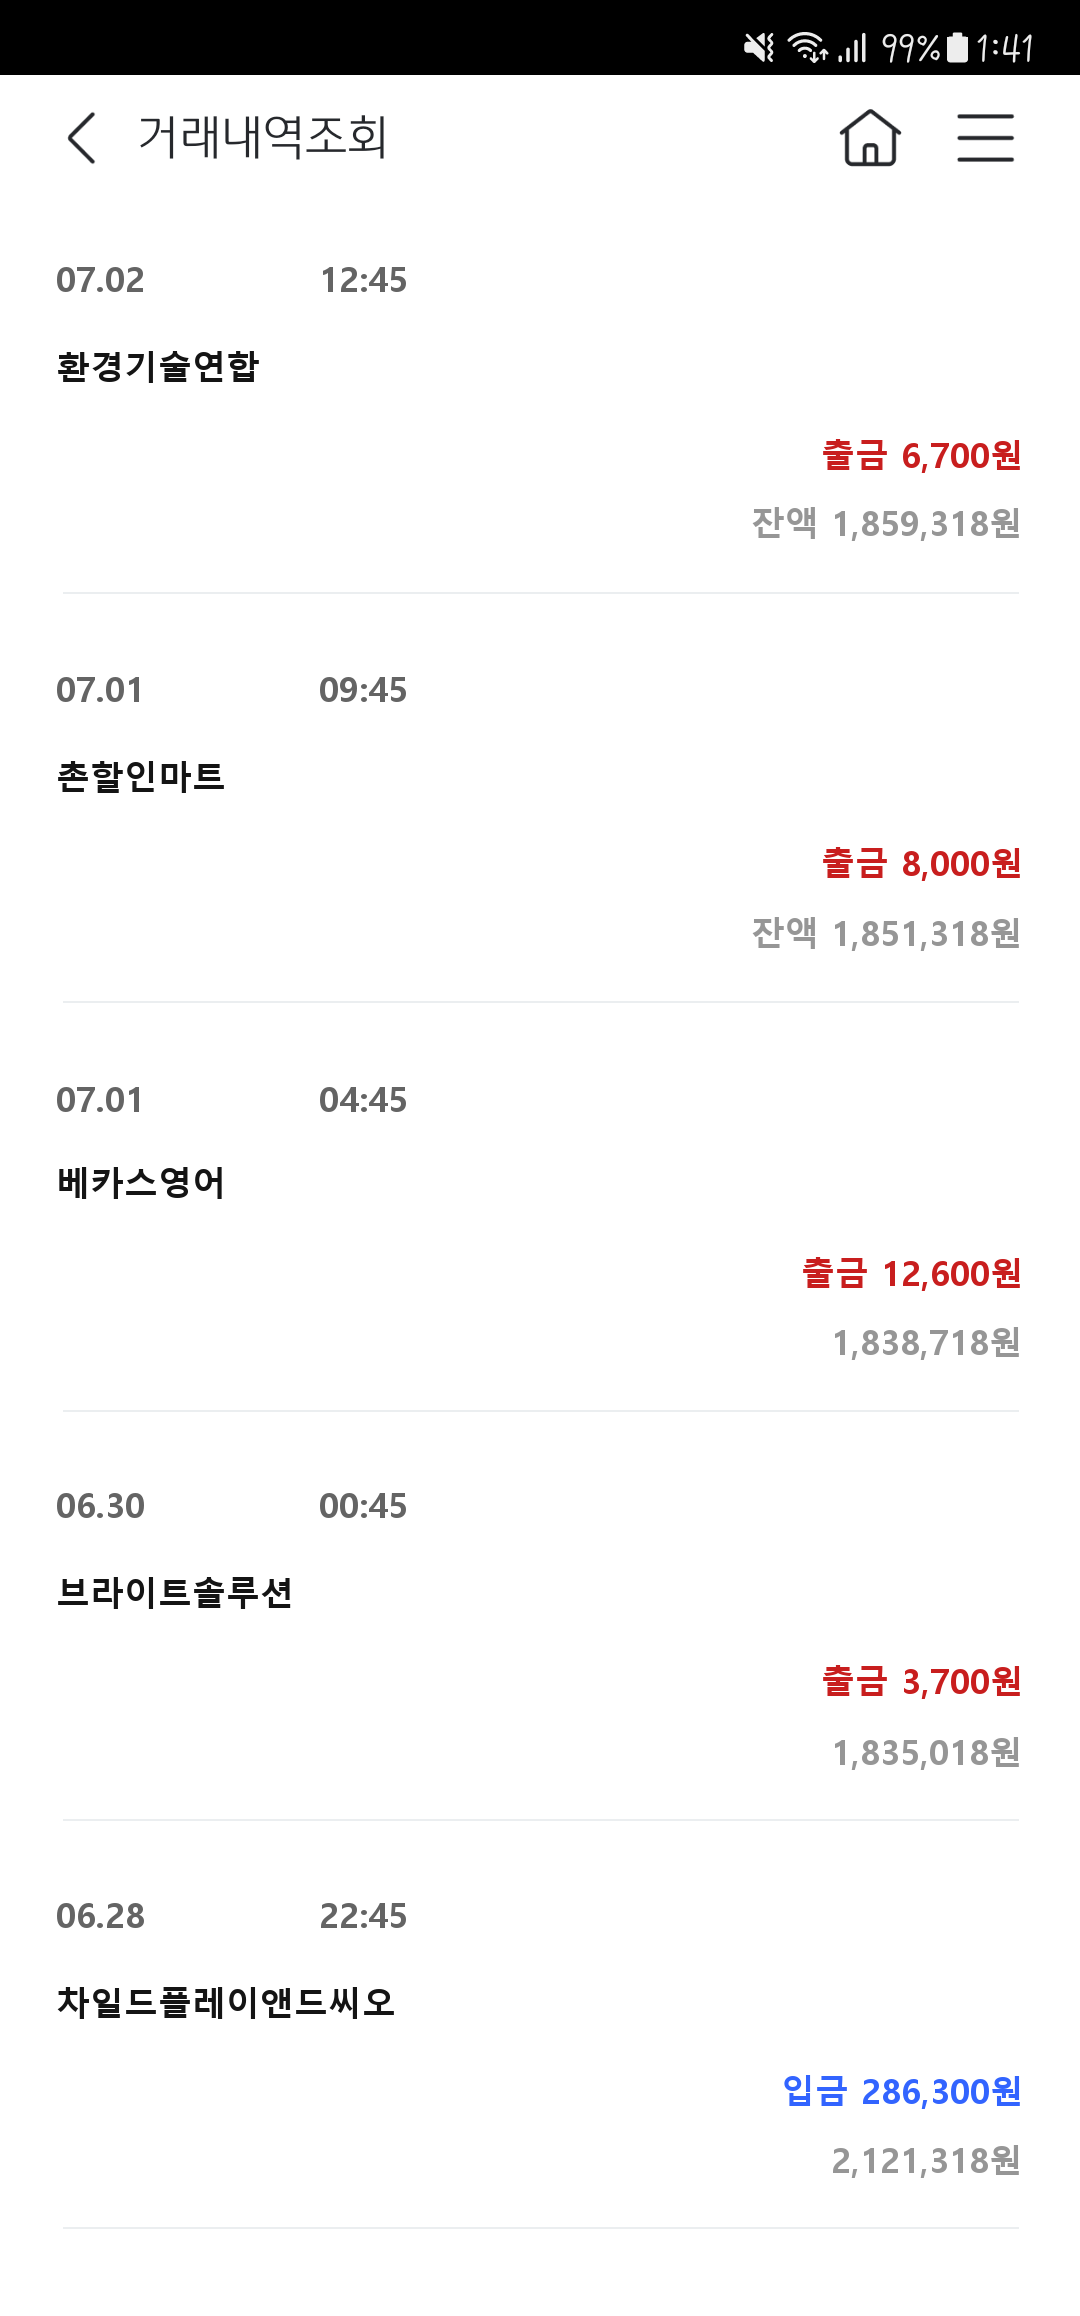 99% 1:41
거래내역조회
07.02 12:45
환경기술연합
출금 6,700원
잔액 1,859,318원
07.01 09:45
촌할인마트
출금 8,000원
잔액 1,851,318원
07.01 04:45
베카스영어
출금 12,600원
1,838,718원
06.30 00:45
브라이트솔루션
출금 3,700원
1,835,018원
06.28 22:45
차일드플레이앤드씨오
입금 286,300원
2,121,318원